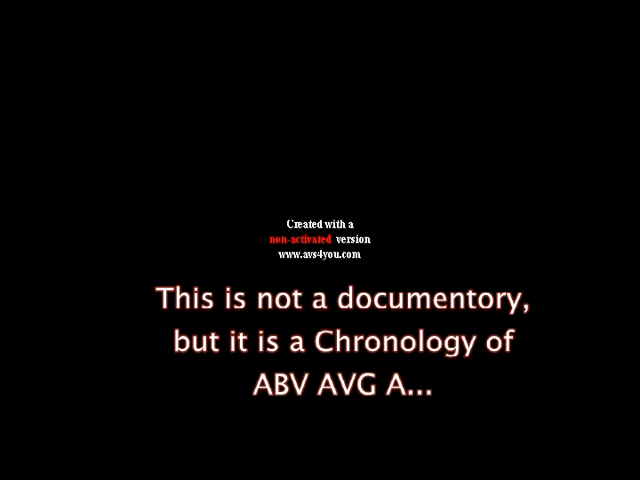 Created with a
non-activated version
www.avs4you.com
This is not a documentory,
but it is a Chronology of
ABV AVG A...